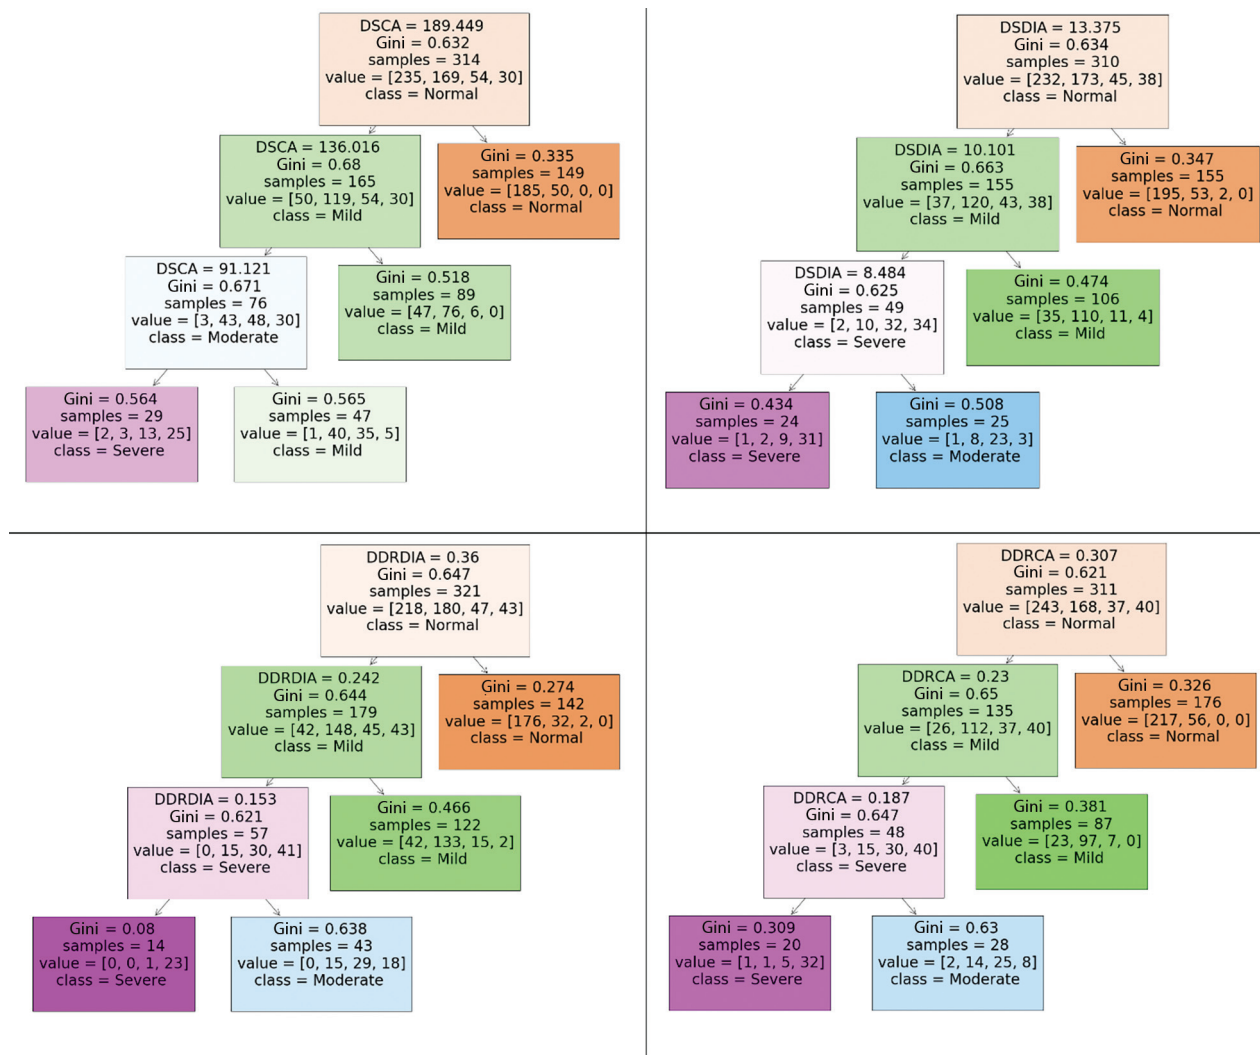 DSCA = 189.449
Gini = 0.632
samples = 314
value = [235, 169, 54, 30]
class = Normal
DSCA = 136.016
Gini = 0.68
samples = 165
value = [50, 119, 54, 30]
class = Mild
Gini = 0.335
samples = 149
value = [185, 50, 0, 0]
class = Normal
DSCA = 91.121
Gini = 0.671
samples = 76
value = [3, 43, 48, 30]
class = Moderate
Gini = 0.518
samples = 89
value = [47, 76, 6, 0]
class = Mild
Gini = 0.564
samples = 29
value = [2, 3, 13, 25]
class = Severe
Gini = 0.565
samples = 47
value = [1, 40, 35, 5]
class = Mild
DSDIA = 13.375
Gini = 0.634
samples = 310
value = [232, 173, 45, 38]
class = Normal
DSDIA = 10.101
Gini = 0.663
samples = 155
value = [37, 120, 43, 38]
class = Mild
Gini = 0.347
samples = 155
value = [195, 53, 2, 0]
class = Normal
DSDIA = 8.484
Gini = 0.625
samples = 49
value = [2, 10, 32, 34]
class = Severe
Gini = 0.474
samples = 106
value = [35, 110, 11, 4]
class = Mild
Gini = 0.434
samples = 24
value = [1, 2, 9, 31]
class = Severe
Gini = 0.508
samples = 25
value = [1, 8, 23, 3]
class = Moderate
DDRDIA = 0.36
Gini = 0.647
samples = 321
value = [218, 180, 47, 43]
class = Normal
DDRDIA = 0.242
Gini = 0.644
samples = 179
value = [42, 148, 45, 43]
class = Mild
Gini = 0.274
samples = 142
value = [176, 32, 2, 0]
class = Normal
DDRDIA = 0.153
Gini = 0.621
samples = 57
value = [0, 15, 30, 41]
class = Severe
Gini = 0.466
samples = 122
value = [42, 133, 15, 2]
class = Mild
Gini = 0.08
samples = 14
value = [0, 0, 1, 23]
class = Severe
Gini = 0.638
samples = 43
value = [0, 15, 29, 18]
class = Moderate
DDRCA = 0.307
Gini = 0.621
samples = 311
value = [243, 168, 37, 40]
class = Normal
DDRCA = 0.23
Gini = 0.65
samples = 135
value = [26, 112, 37, 40]
class = Mild
Gini = 0.326
samples = 176
value = [217, 56, 0, 0]
class = Normal
DDRCA = 0.187
Gini = 0.647
samples = 48
value = [3, 15, 30, 40]
class = Severe
Gini = 0.381
samples = 87
value = [23, 97, 7, 0]
class = Mild
Gini = 0.309
samples = 20
value = [1, 1, 5, 32]
class = Severe
Gini = 0.63
samples = 28
value = [2, 14, 25, 8]
class = Moderate